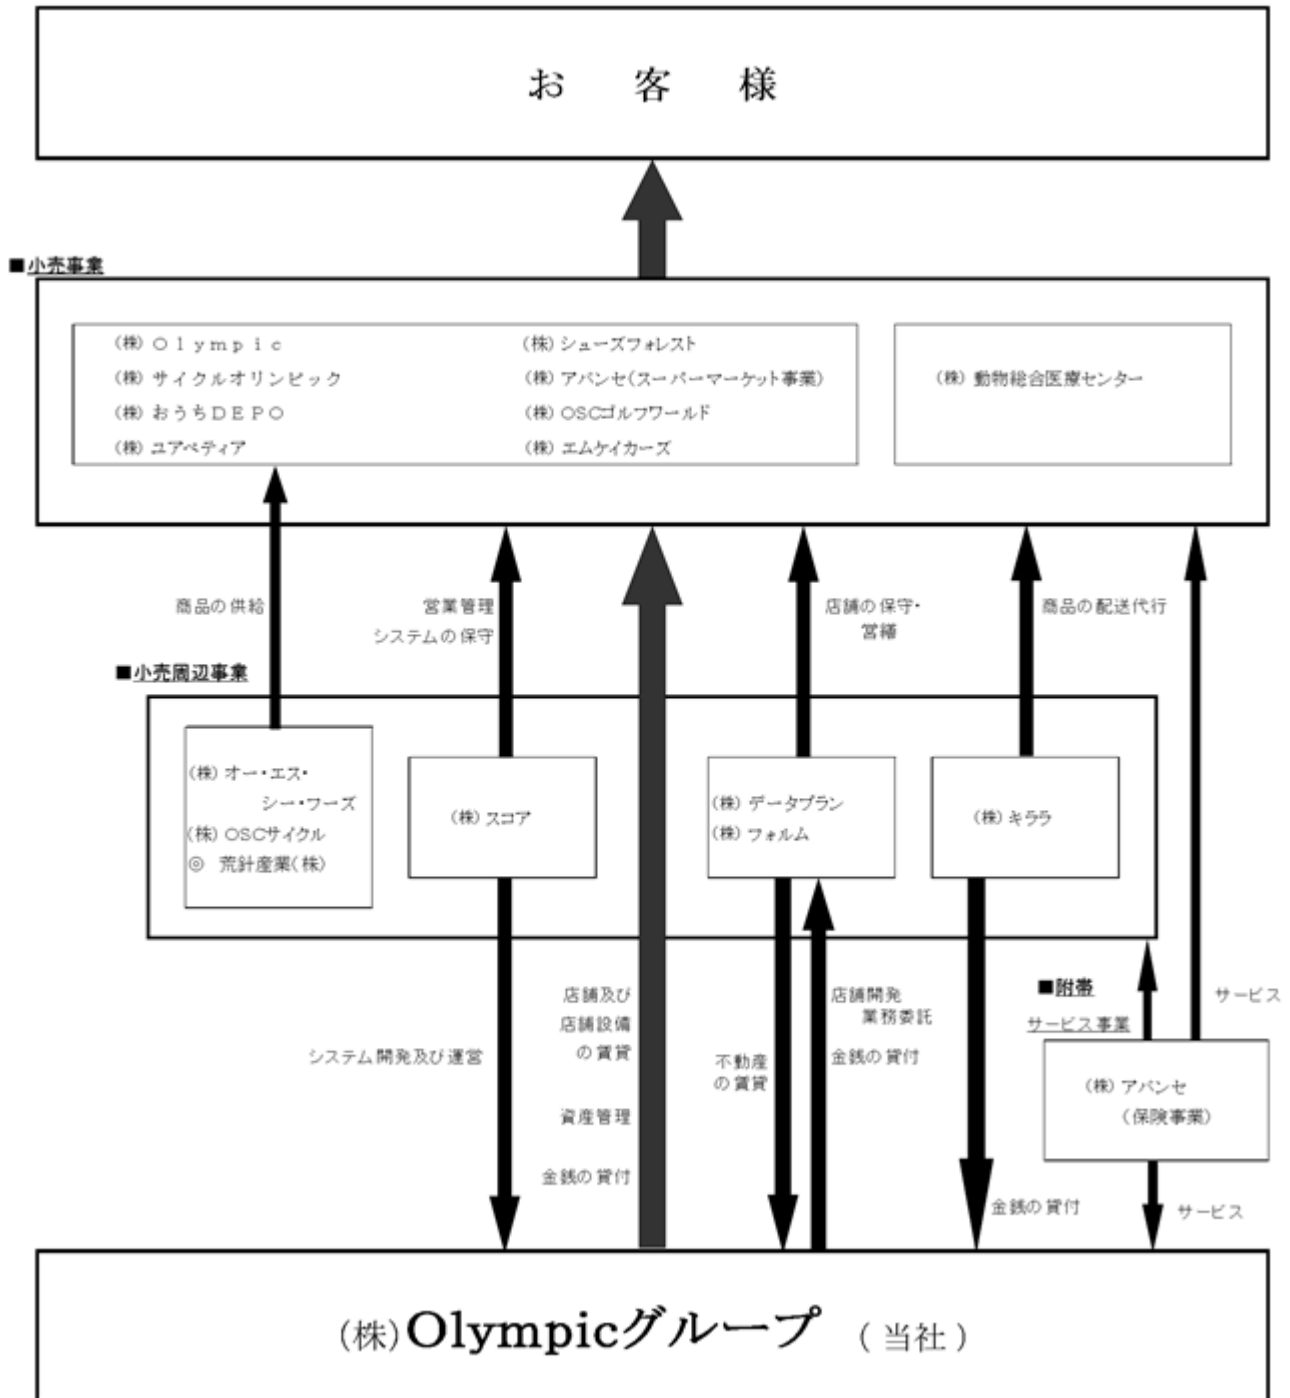 お客様
■小売事業
(株) Ｏｌｙｍｐｉｃ
(株) サイクルオリンピック
(株) おうちＤＥＰＯ
(株) ユアペティア
(株) シューズフォレスト
(株) アバンセ(スーパーマーケット事業)
(株) OSCゴルフワールド
(株) エムケイカーズ
(株) 動物総合医療センター
商品の供給
営業管理
システムの保守
店舗の保守・
営繕
商品の配送代行
■小売周辺事業
(株) オー・エス・
シー・フーズ
(株) OSCサイクル
◎ 荒針産業(株)
(株) スコア
(株) データプラン
(株) フォルム
(株) キララ
システム開発及び運営
店舗及び
店舗設備
の賃貸
資産管理
金銭の貸付
不動産
の賃貸
店舗開発
業務委託
金銭の貸付
金銭の貸付
■附帯
サービス事業
サービス
(株) アバンセ
(保険事業)
サービス
(株)Olympicグループ (当社)